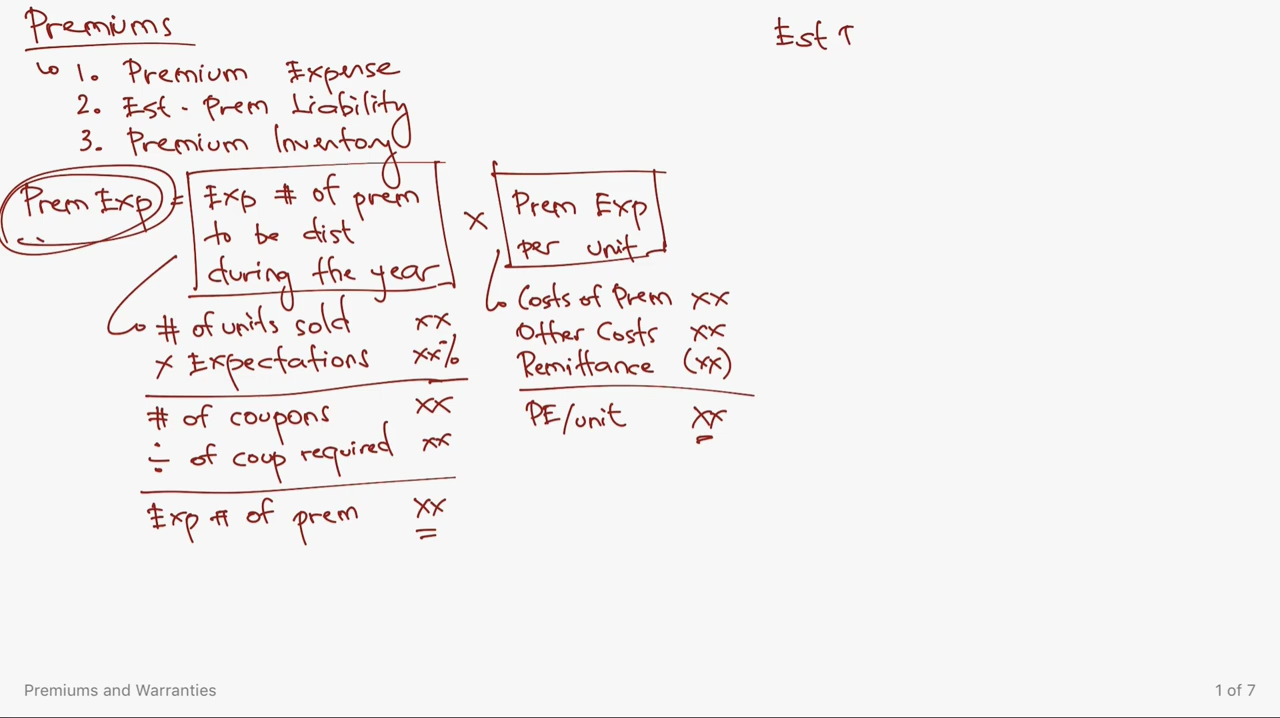 Premiums
↳ 1. Premium Expense
2. Est. Prem Liability
3. Premium Inventory
Prem Exp = Exp # of prem to be dist during the year × Prem Exp per unit
# of units sold xx
× Expectations xx%
# of coupons xx
÷ of coup required xx
Exp # of prem xx
Costs of Prem xx
Other Costs xx
Remittance (xx)
PE/unit xx
Est
Premiums and Warranties
1 of 7